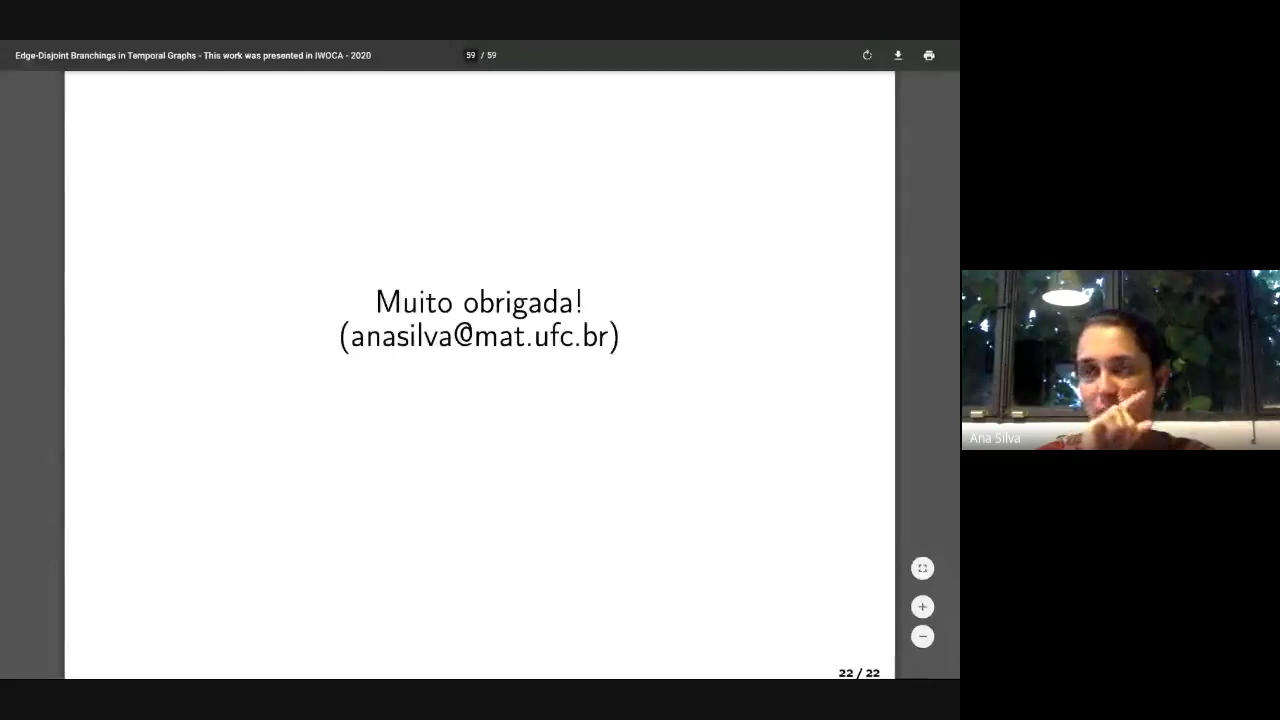 Edge-Disjoint Branchings in Temporal Graphs - This work was presented in IWOCA - 2020
59 / 59
Muito obrigada!
(anasilva@mat.ufc.br)
Ana Silva
22 / 22